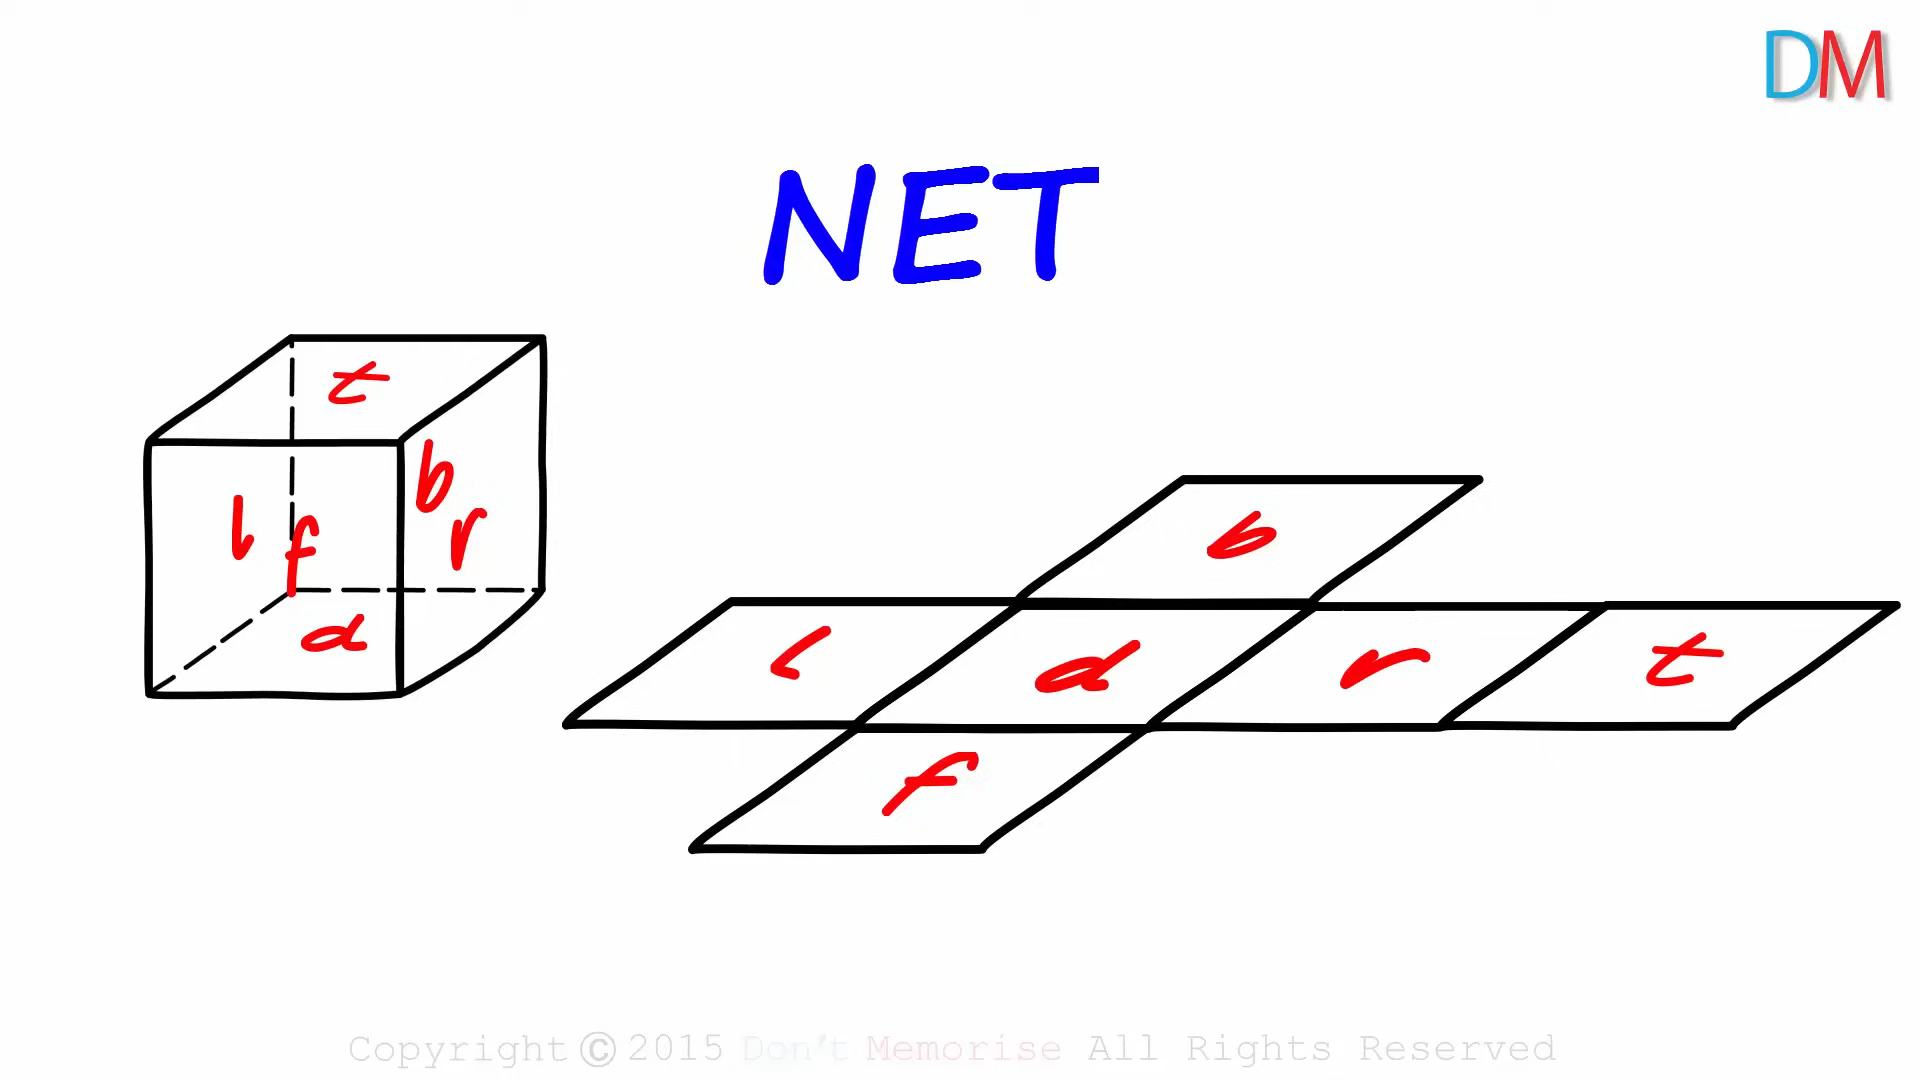 DM
NET
t
b
l f r
d
b
l d r t
f
Copyright © 2015 Don't Memorise All Rights Reserved